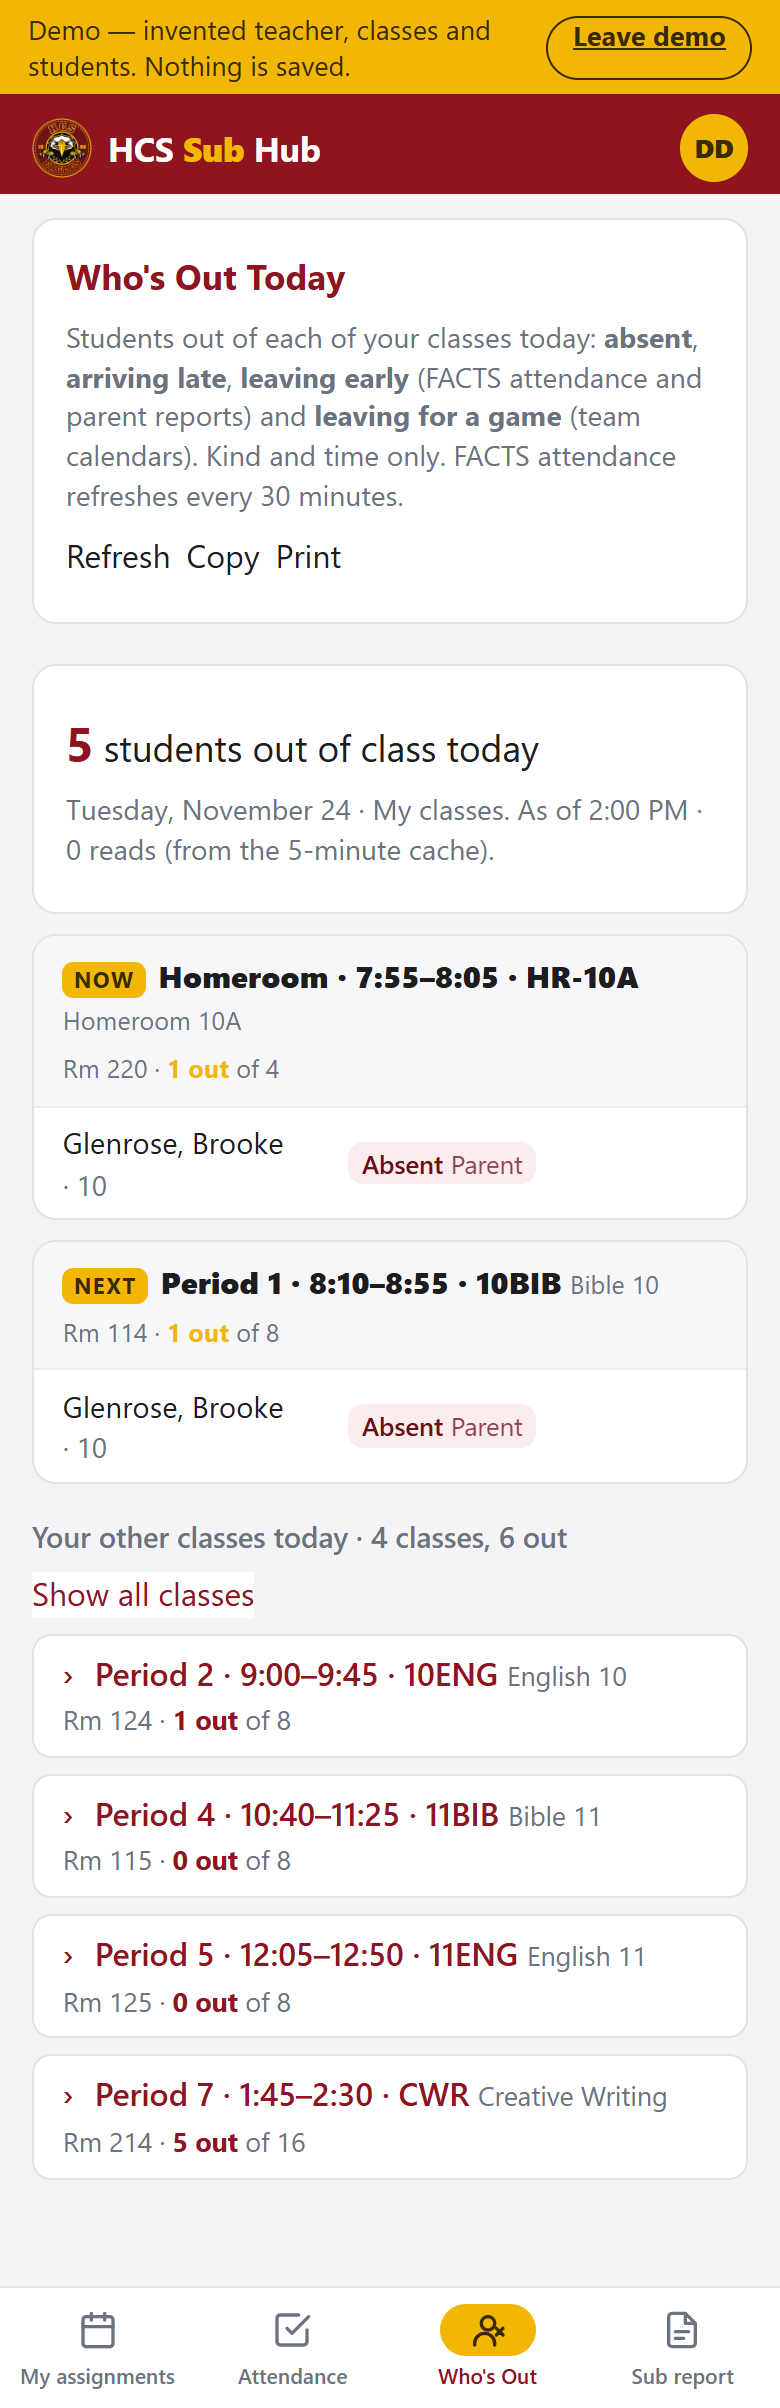 Demo — invented teacher, classes and
students. Nothing is saved.
Leave demo
HCS Sub Hub
DD
Who's Out Today
Students out of each of your classes today: absent,
arriving late, leaving early (FACTS attendance and
parent reports) and leaving for a game (team
calendars). Kind and time only. FACTS attendance
refreshes every 30 minutes.
Refresh Copy Print
5 students out of class today
Tuesday, November 24 · My classes. As of 2:00 PM ·
0 reads (from the 5-minute cache).
NOW Homeroom · 7:55–8:05 · HR-10A
Homeroom 10A
Rm 220 · 1 out of 4
Glenrose, Brooke
· 10
Absent Parent
NEXT Period 1 · 8:10–8:55 · 10BIB Bible 10
Rm 114 · 1 out of 8
Glenrose, Brooke
· 10
Absent Parent
Your other classes today · 4 classes, 6 out
Show all classes
› Period 2 · 9:00–9:45 · 10ENG English 10
Rm 124 · 1 out of 8
› Period 4 · 10:40–11:25 · 11BIB Bible 11
Rm 115 · 0 out of 8
› Period 5 · 12:05–12:50 · 11ENG English 11
Rm 125 · 0 out of 8
› Period 7 · 1:45–2:30 · CWR Creative Writing
Rm 214 · 5 out of 16
My assignments
Attendance
Who's Out
Sub report